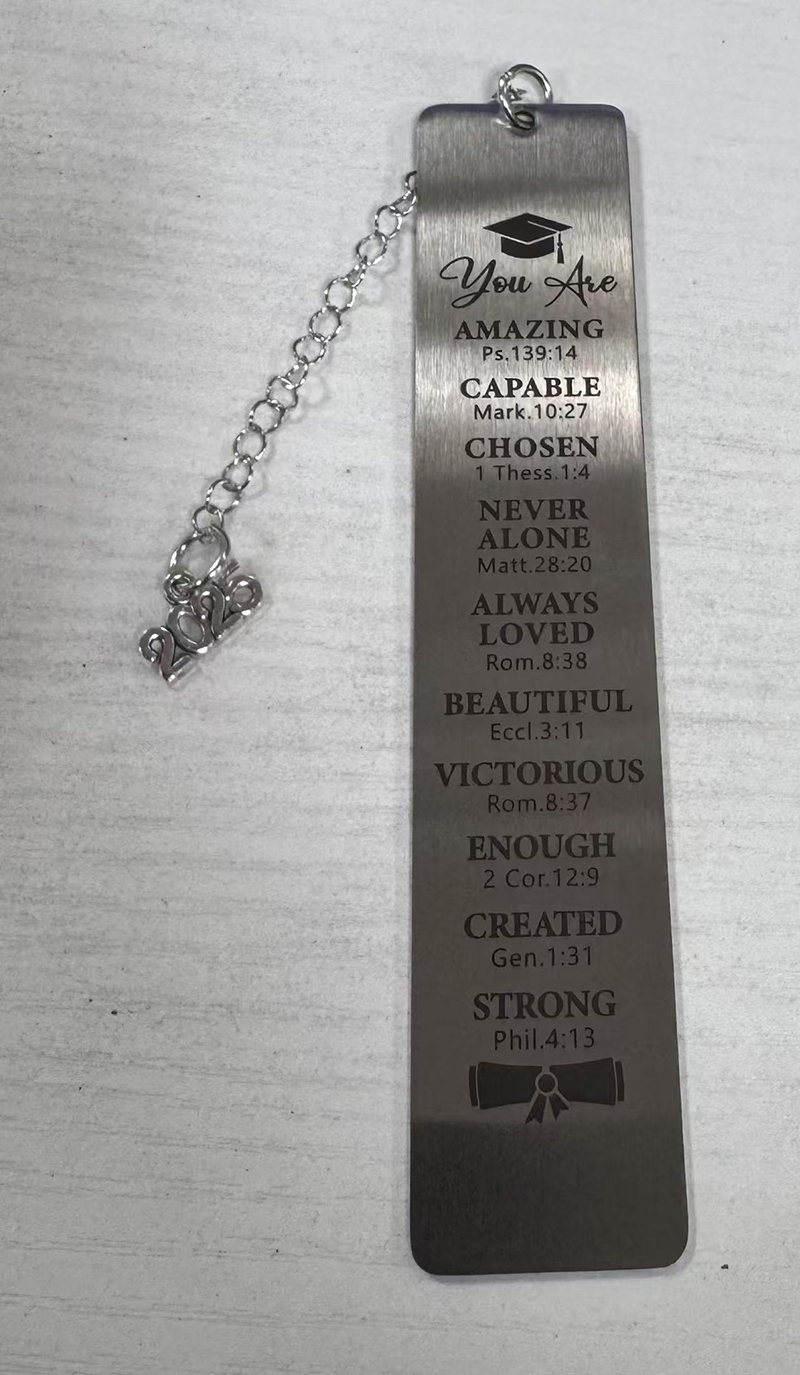 You Are
AMAZING
Ps.139:14
CAPABLE
Mark.10:27
CHOSEN
1 Thess.1:4
NEVER
ALONE
Matt.28:20
ALWAYS
LOVED
Rom.8:38
BEAUTIFUL
Eccl.3:11
VICTORIOUS
Rom.8:37
ENOUGH
2 Cor.12:9
CREATED
Gen.1:31
STRONG
Phil.4:13